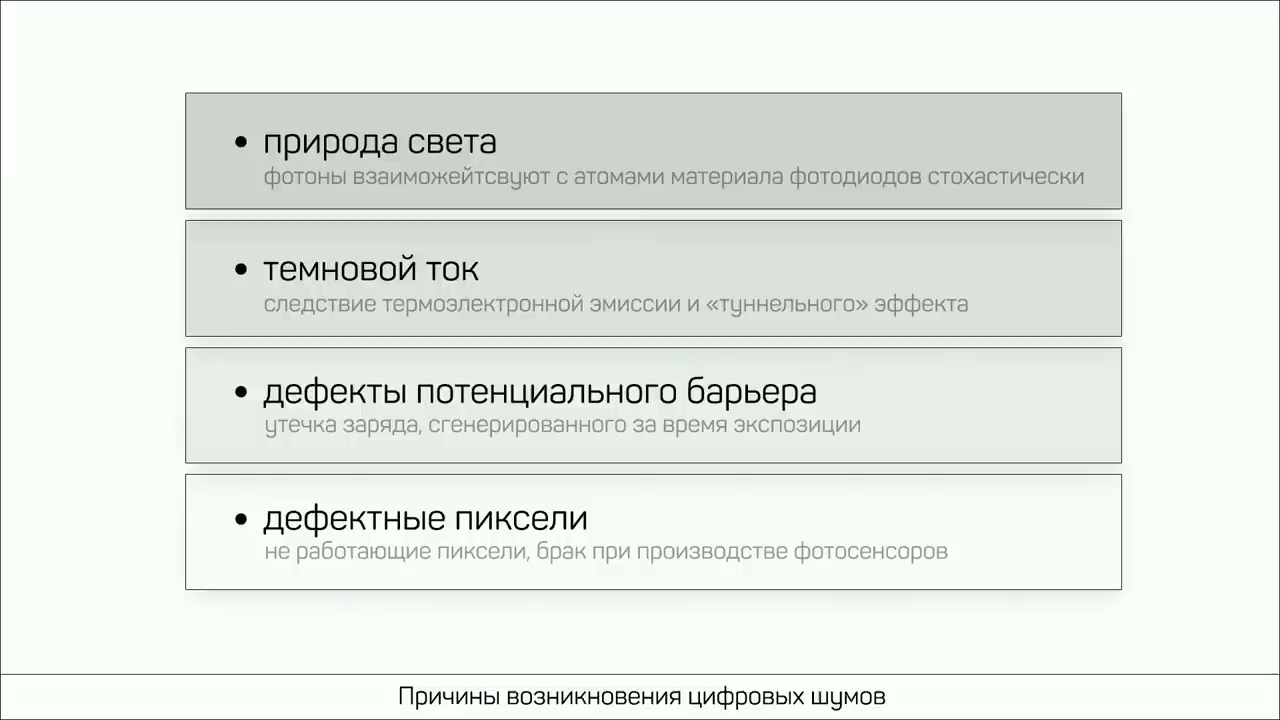 • природа света
фотоны взаиможейтсвуют с атомами материала фотодиодов стохастически
• темновой ток
следствие термоэлектронной эмиссии и «туннельного» эффекта
• дефекты потенциального барьера
утечка заряда, сгенерированного за время экспозиции
• дефектные пиксели
не работающие пиксели, брак при производстве фотосенсоров
Причины возникновения цифровых шумов